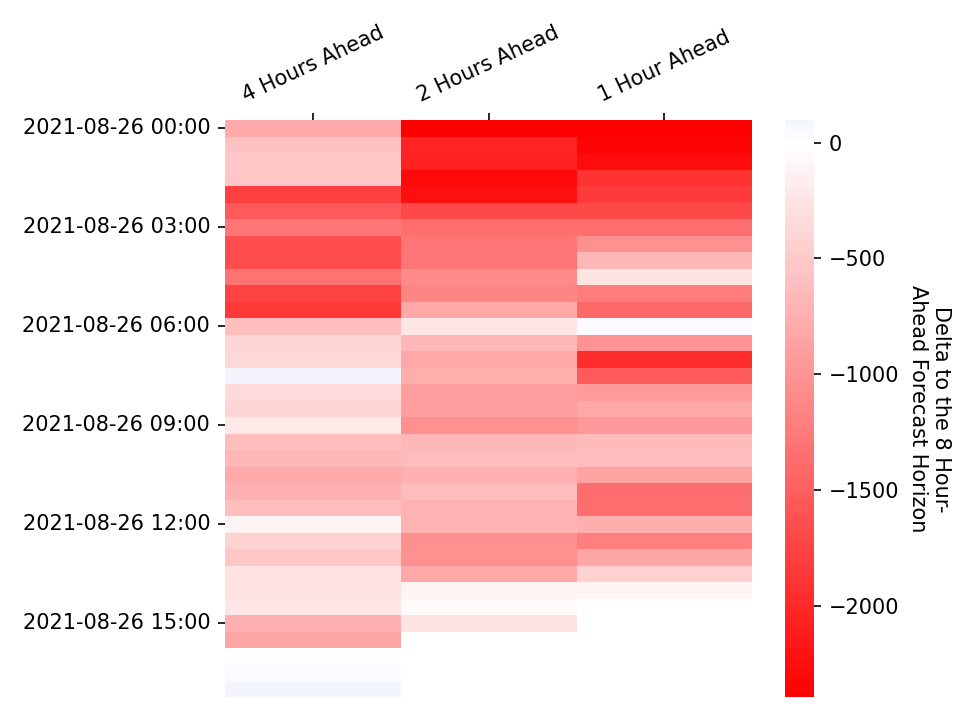 4 Hours Ahead
2 Hours Ahead
1 Hour Ahead
2021-08-26 00:00
2021-08-26 03:00
2021-08-26 06:00
2021-08-26 09:00
2021-08-26 12:00
2021-08-26 15:00
0
−500
−1000
−1500
−2000
Delta to the 8 Hour-
Ahead Forecast Horizon